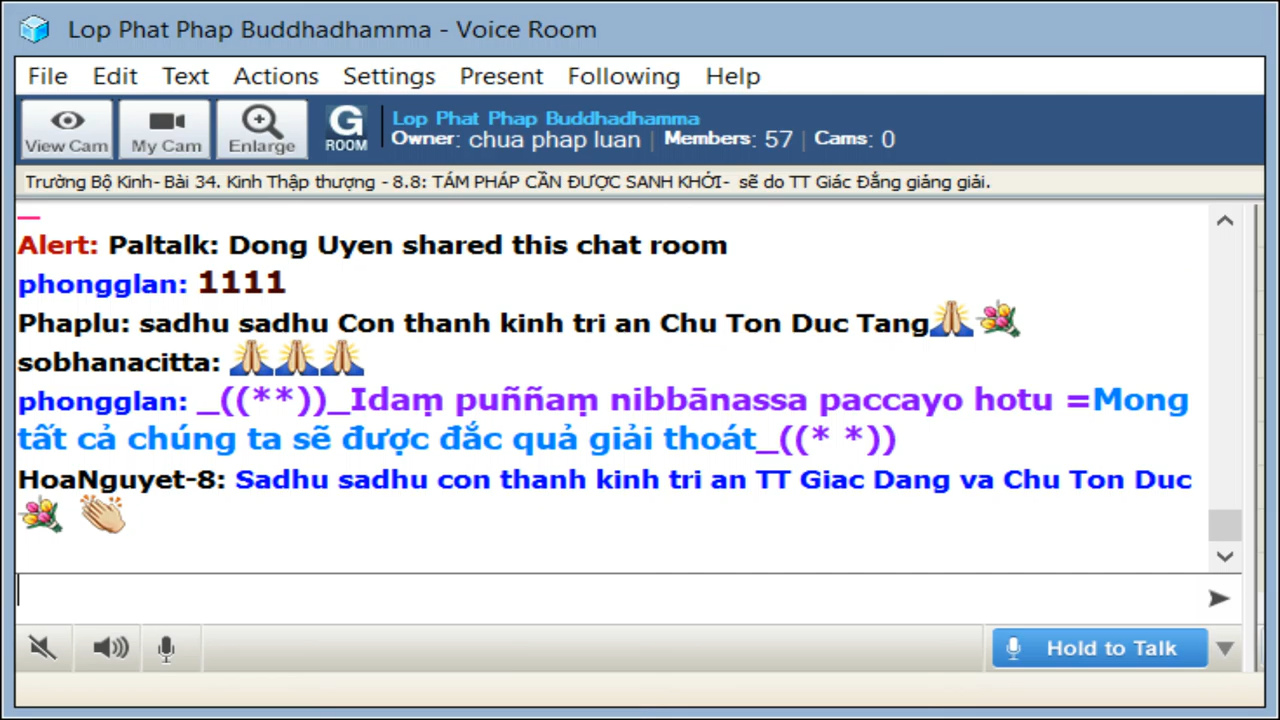 Lop Phat Phap Buddhadhamma - Voice Room
File Edit Text Actions Settings Present Following Help
View Cam My Cam Enlarge G ROOM
Lop Phat Phap Buddhadhamma
Owner: chua phap luan | Members: 57 | Cams: 0
Trường Bộ Kinh- Bài 34. Kinh Thập thượng - 8.8: TÁM PHÁP CẦN ĐƯỢC SANH KHỞI- sẽ do TT Giác Đẳng giảng giải.
Alert: Paltalk: Dong Uyen shared this chat room
phongglan: 1111
Phaplu: sadhu sadhu Con thanh kinh tri an Chu Ton Duc Tang🙏💐
sobhanacitta: 🙏🙏🙏
phongglan: _((**))_Idaṃ puññaṃ nibbānassa paccayo hotu =Mong
tất cả chúng ta sẽ được đắc quả giải thoát_((* *))
HoaNguyet-8: Sadhu sadhu con thanh kinh tri an TT Giac Dang va Chu Ton Duc
💐 👏
Hold to Talk